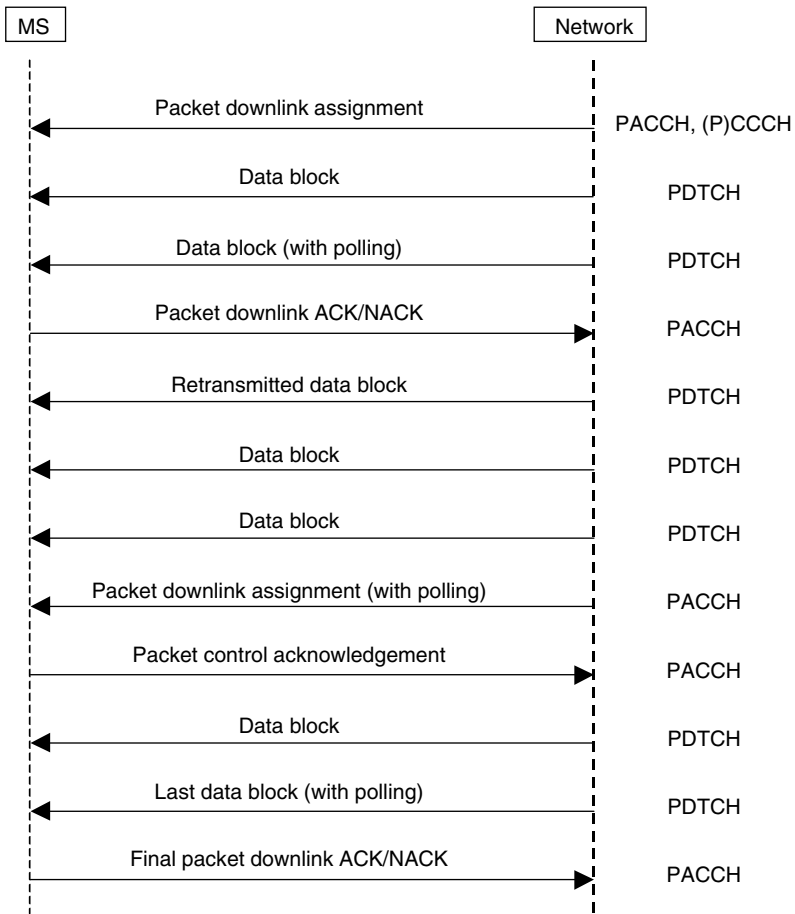 MS Network
Packet downlink assignment PACCH, (P)CCCH
Data block PDTCH
Data block (with polling) PDTCH
Packet downlink ACK/NACK PACCH
Retransmitted data block PDTCH
Data block PDTCH
Data block PDTCH
Packet downlink assignment (with polling) PACCH
Packet control acknowledgement PACCH
Data block PDTCH
Last data block (with polling) PDTCH
Final packet downlink ACK/NACK PACCH